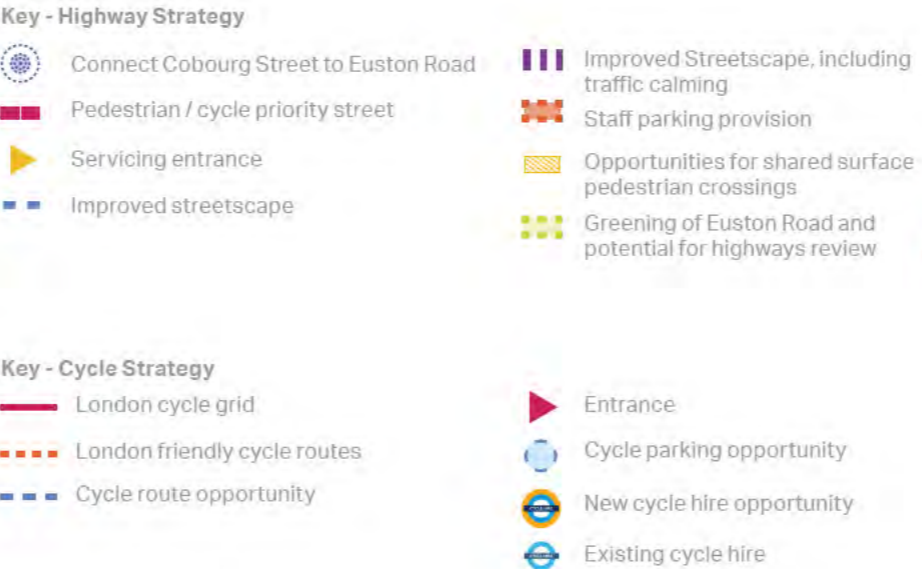 Key - Highway Strategy
Connect Cobourg Street to Euston Road
Pedestrian / cycle priority street
Servicing entrance
Improved streetscape
Improved Streetscape, including
traffic calming
Staff parking provision
Opportunities for shared surface
pedestrian crossings
Greening of Euston Road and
potential for highways review
Key - Cycle Strategy
London cycle grid
London friendly cycle routes
Cycle route opportunity
Entrance
Cycle parking opportunity
New cycle hire opportunity
Existing cycle hire